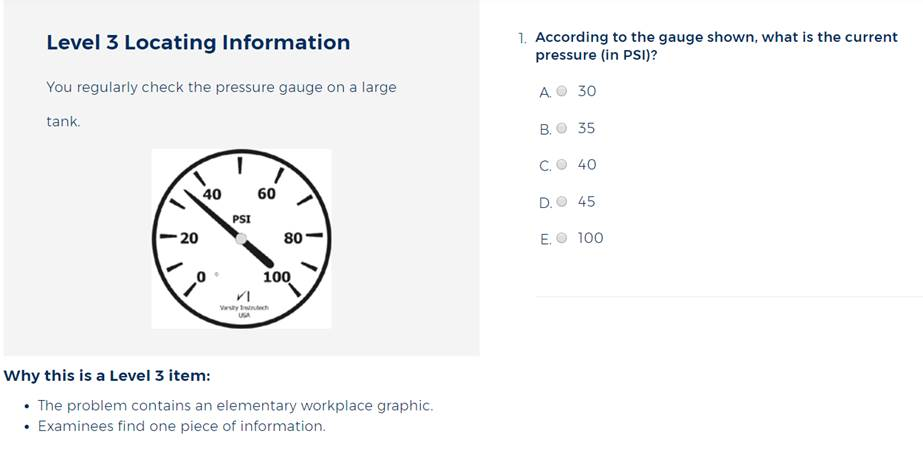 Level 3 Locating Information
You regularly check the pressure gauge on a large
tank.
40 60
PSI
20 80
0 100
Varsity Instrutech
USA
Why this is a Level 3 item:
• The problem contains an elementary workplace graphic.
• Examinees find one piece of information.
1. According to the gauge shown, what is the current
pressure (in PSI)?
A. 30
B. 35
C. 40
D. 45
E. 100